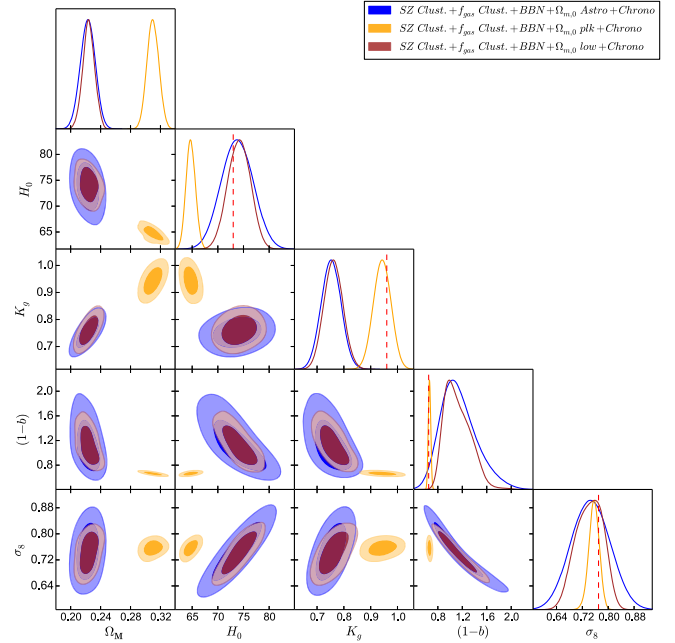 SZ Clust.+f_gas Clust.+BBN+Ω_m,0 Astro+Chrono
SZ Clust.+f_gas Clust.+BBN+Ω_m,0 plk+Chrono
SZ Clust.+f_gas Clust.+BBN+Ω_m,0 low+Chrono
H_0
80
75
70
65
K_g
1.0
0.9
0.8
0.7
(1−b)
2.0
1.6
1.2
0.8
σ_8
0.88
0.80
0.72
0.64
0.20 0.24 0.28 0.32
65 70 75 80
0.7 0.8 0.9 1.0
0.8 1.2 1.6 2.0
0.64 0.72 0.80 0.88
Ω_M H_0 K_g (1−b) σ_8